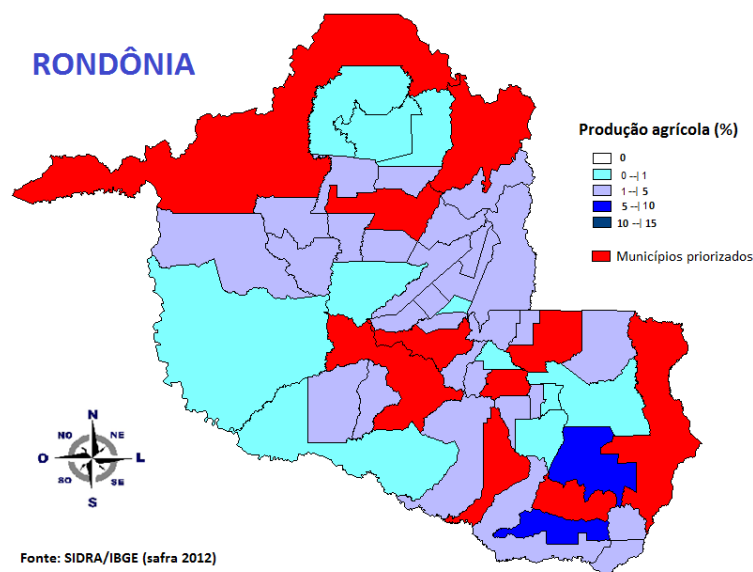 RONDÔNIA
Produção agrícola (%)
0
0 --| 1
1 --| 5
5 --| 10
10 --| 15
Municípios priorizados
N
NO
NE
O
L
SO
SE
S
Fonte: SIDRA/IBGE (safra 2012)